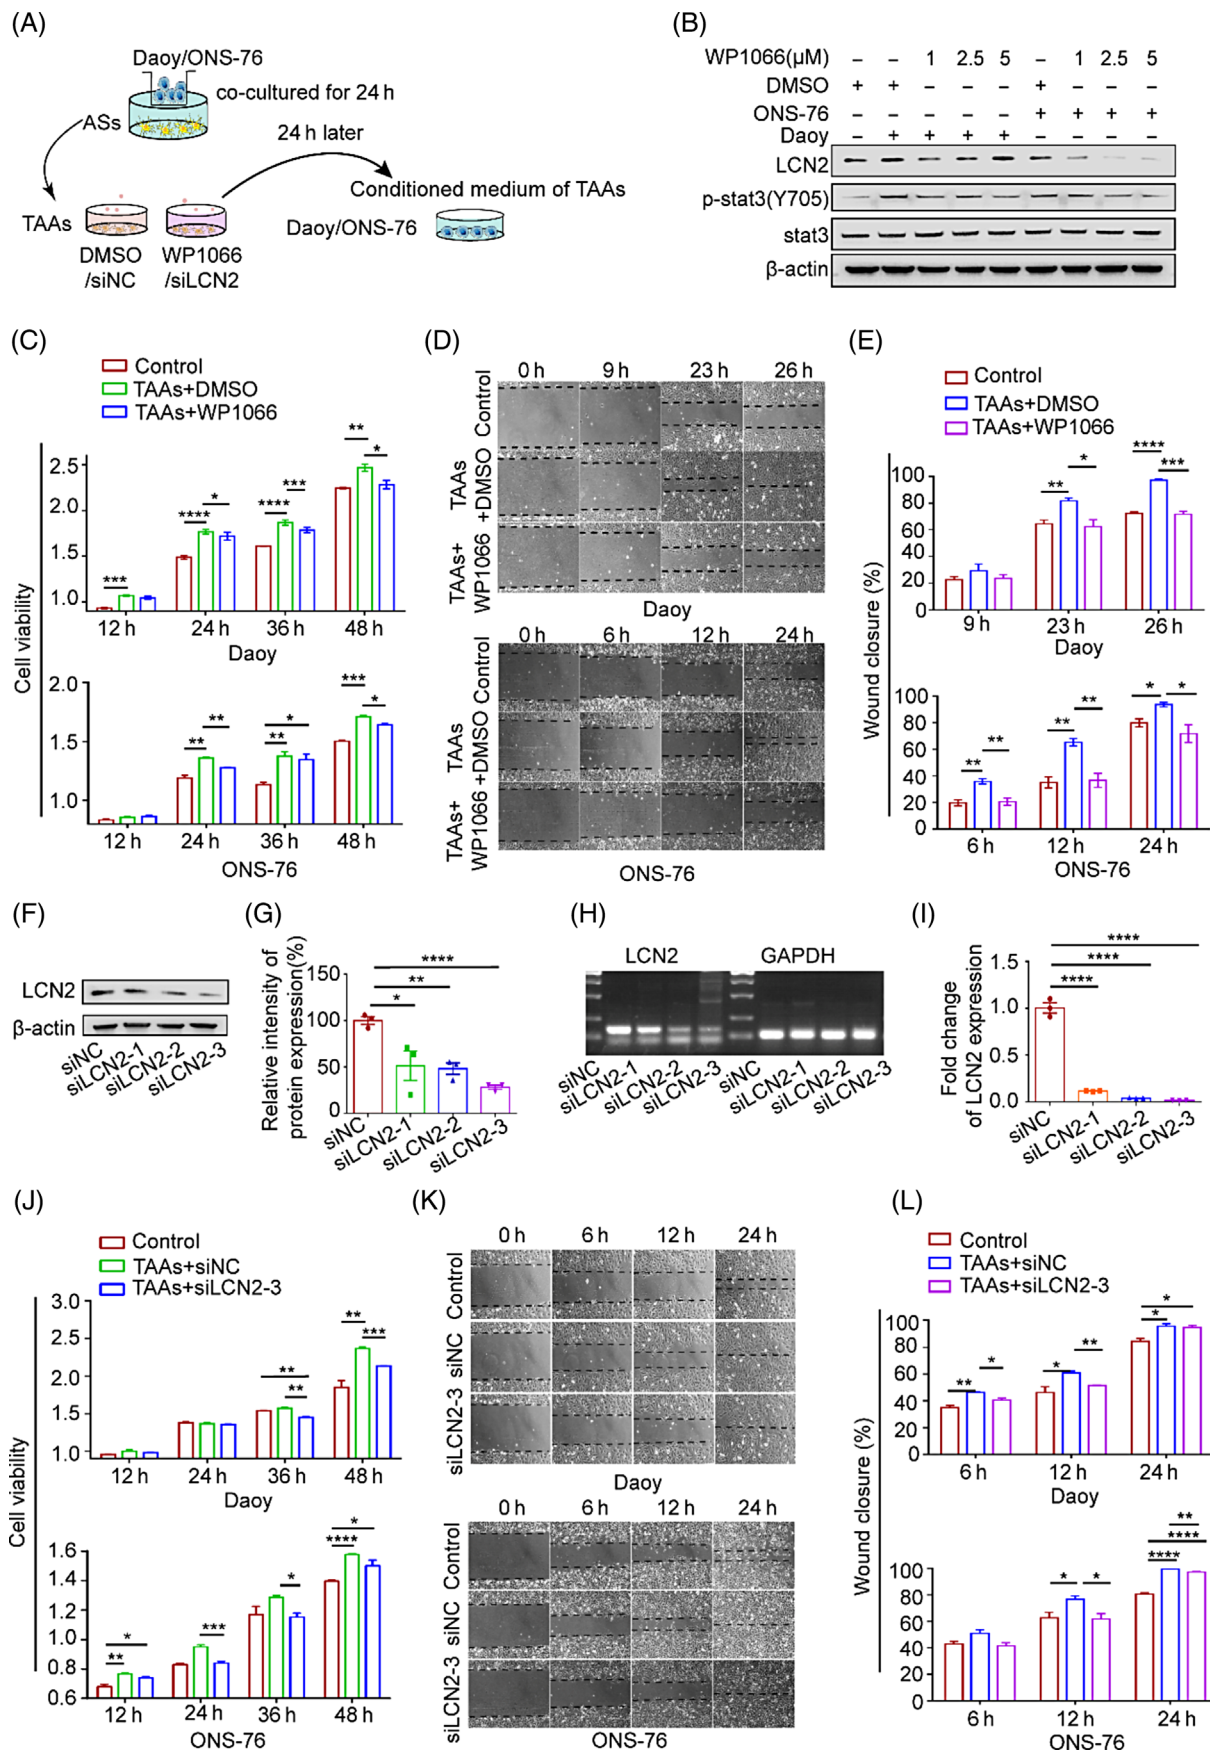 (A)
Daoy/ONS-76
co-cultured for 24 h
ASs
24 h later
Conditioned medium of TAAs
TAAs
Daoy/ONS-76
DMSO
/siNC
WP1066
/siLCN2
(B)
WP1066(μM) – – 1 2.5 5 – 1 2.5 5
DMSO + + – – – + – – –
ONS-76 – – – – – + + + +
Daoy – + + + + – – – –
LCN2
p-stat3(Y705)
stat3
β-actin
(C)
Control
TAAs+DMSO
TAAs+WP1066
Cell viability
2.5
2.0
1.5
1.0
***
**** *
**** ***
** *
12 h 24 h 36 h 48 h
Daoy
2.0
1.5
1.0
** **
* **
*** *
12 h 24 h 36 h 48 h
ONS-76
(D)
0 h 9 h 23 h 26 h
Control
TAAs
+DMSO
TAAs+
WP1066
Daoy
0 h 6 h 12 h 24 h
Control
TAAs
+DMSO
TAAs+
WP1066
ONS-76
(E)
Control
TAAs+DMSO
TAAs+WP1066
Wound closure (%)
100
80
60
40
20
0
** *
**** ***
9 h 23 h 26 h
Daoy
100
80
60
40
20
0
** **
** **
* *
6 h 12 h 24 h
ONS-76
(F)
LCN2
β-actin
siNC
siLCN2-1
siLCN2-2
siLCN2-3
(G)
Relative intensity of
protein expression(%)
150
100
50
0
****
**
*
siNC
siLCN2-1
siLCN2-2
siLCN2-3
(H)
LCN2 GAPDH
siNC
siLCN2-1
siLCN2-2
siLCN2-3
siNC
siLCN2-1
siLCN2-2
siLCN2-3
(I)
Fold change
of LCN2 expression
1.5
1.0
0.5
0.0
****
****
****
siNC
siLCN2-1
siLCN2-2
siLCN2-3
(J)
Control
TAAs+siNC
TAAs+siLCN2-3
Cell viability
3.0
2.5
2.0
1.5
1.0
** **
** ***
12 h 24 h 36 h 48 h
Daoy
1.6
1.4
1.2
1.0
0.8
0.6
* **
***
*
* ****
12 h 24 h 36 h 48 h
ONS-76
(K)
0 h 6 h 12 h 24 h
Control
siNC
siLCN2-3
Daoy
0 h 6 h 12 h 24 h
Control
siNC
siLCN2-3
ONS-76
(L)
Control
TAAs+siNC
TAAs+siLCN2-3
Wound closure (%)
100
80
60
40
20
0
** *
* **
* *
6 h 12 h 24 h
Daoy
100
80
60
40
20
0
* *
**
****
****
6 h 12 h 24 h
ONS-76